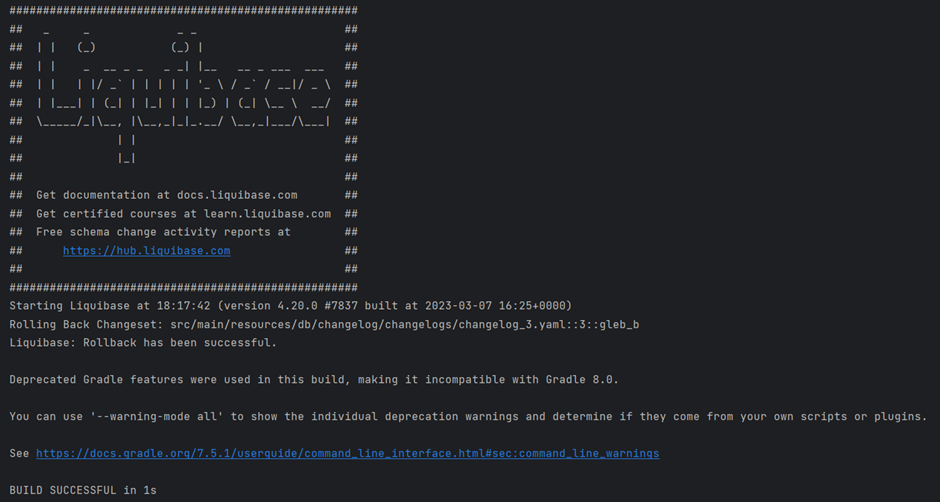 ####################################################
##   _     _             _ _                      ##
##  | |   (_)           (_) |                     ##
##  | |    _  __ _ _   _ _| |__   __ _ ___  ___   ##
##  | |   | |/ _` | | | | | '_ \ / _` / __|/ _ \  ##
##  | |___| | (_| | |_| | | |_) | (_| \__ \  __/  ##
##  \_____/_|\__, |\__,_|_|_.__/ \__,_|___/\___|  ##
##              | |                               ##
##              |_|                               ##
##                                                ##
##  Get documentation at docs.liquibase.com       ##
##  Get certified courses at learn.liquibase.com  ##
##  Free schema change activity reports at        ##
##      https://hub.liquibase.com                 ##
##                                                ##
####################################################
Starting Liquibase at 18:17:42 (version 4.20.0 #7837 built at 2023-03-07 16:25+0000)
Rolling Back Changeset: src/main/resources/db/changelog/changelogs/changelog_3.yaml::3::gleb_b
Liquibase: Rollback has been successful.

Deprecated Gradle features were used in this build, making it incompatible with Gradle 8.0.

You can use '--warning-mode all' to show the individual deprecation warnings and determine if they come from your own scripts or plugins.

See https://docs.gradle.org/7.5.1/userguide/command_line_interface.html#sec:command_line_warnings

BUILD SUCCESSFUL in 1s